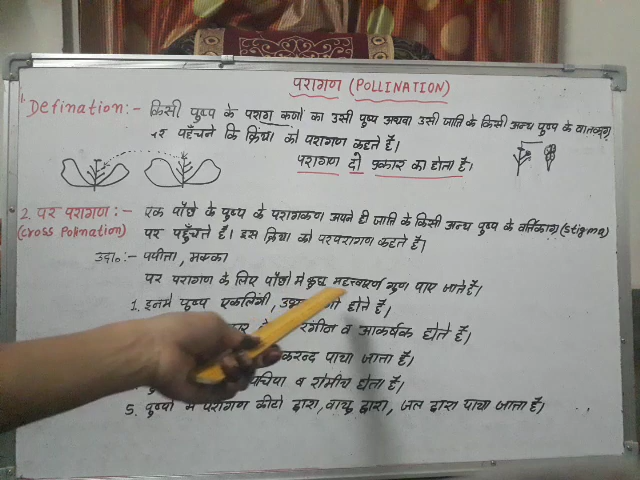 परागण (POLLINATION)
1. Defination:- किसी पुष्प के पराग कणों का उसी पुष्प अथवा उसी जाति के किसी अन्य पुष्प के वर्तिकाग्र
पर पहुँचने कि क्रिया को परागण कहते हैं।
परागण दो प्रकार का होता है।
2. पर परागण:- एक पौधे के पुष्प के परागकण अपने ही जाति के किसी अन्य पुष्प के वर्तिकाग्र (stigma)
(Cross Pollnation) पर पहुँचते हैं। इस क्रिया को परपरागण कहते हैं।
उदा०:- पपीता, मक्का
पर परागण के लिए पौधो मे कुछ महत्त्वपूर्ण गुण पाए जाते हैं।
1. इनमे पुष्प एकलिंगी, होते हैं।
रंगीन व आकर्षक होते हैं,
पाया जाता है।
व रोमीय होता है।
5. पुष्पो में परागण कीटो द्वारा, वायु द्वारा, जल द्वारा पाया जाता है।